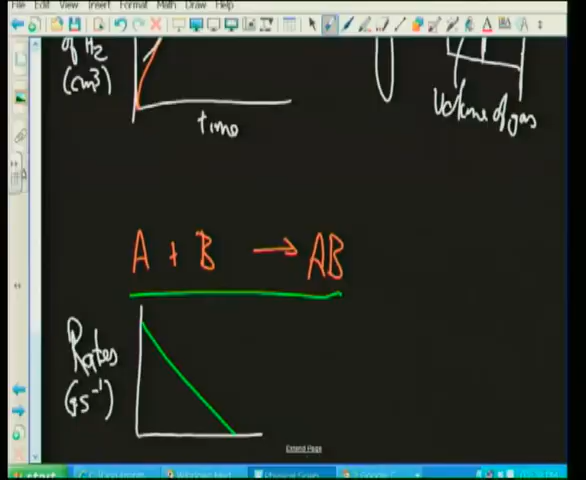 File Edit View Insert Format Math Draw Help
of H₂
(cm³)
time
Volume of gas
A + B → AB
Rates
(gs⁻¹)
Extend Page
start